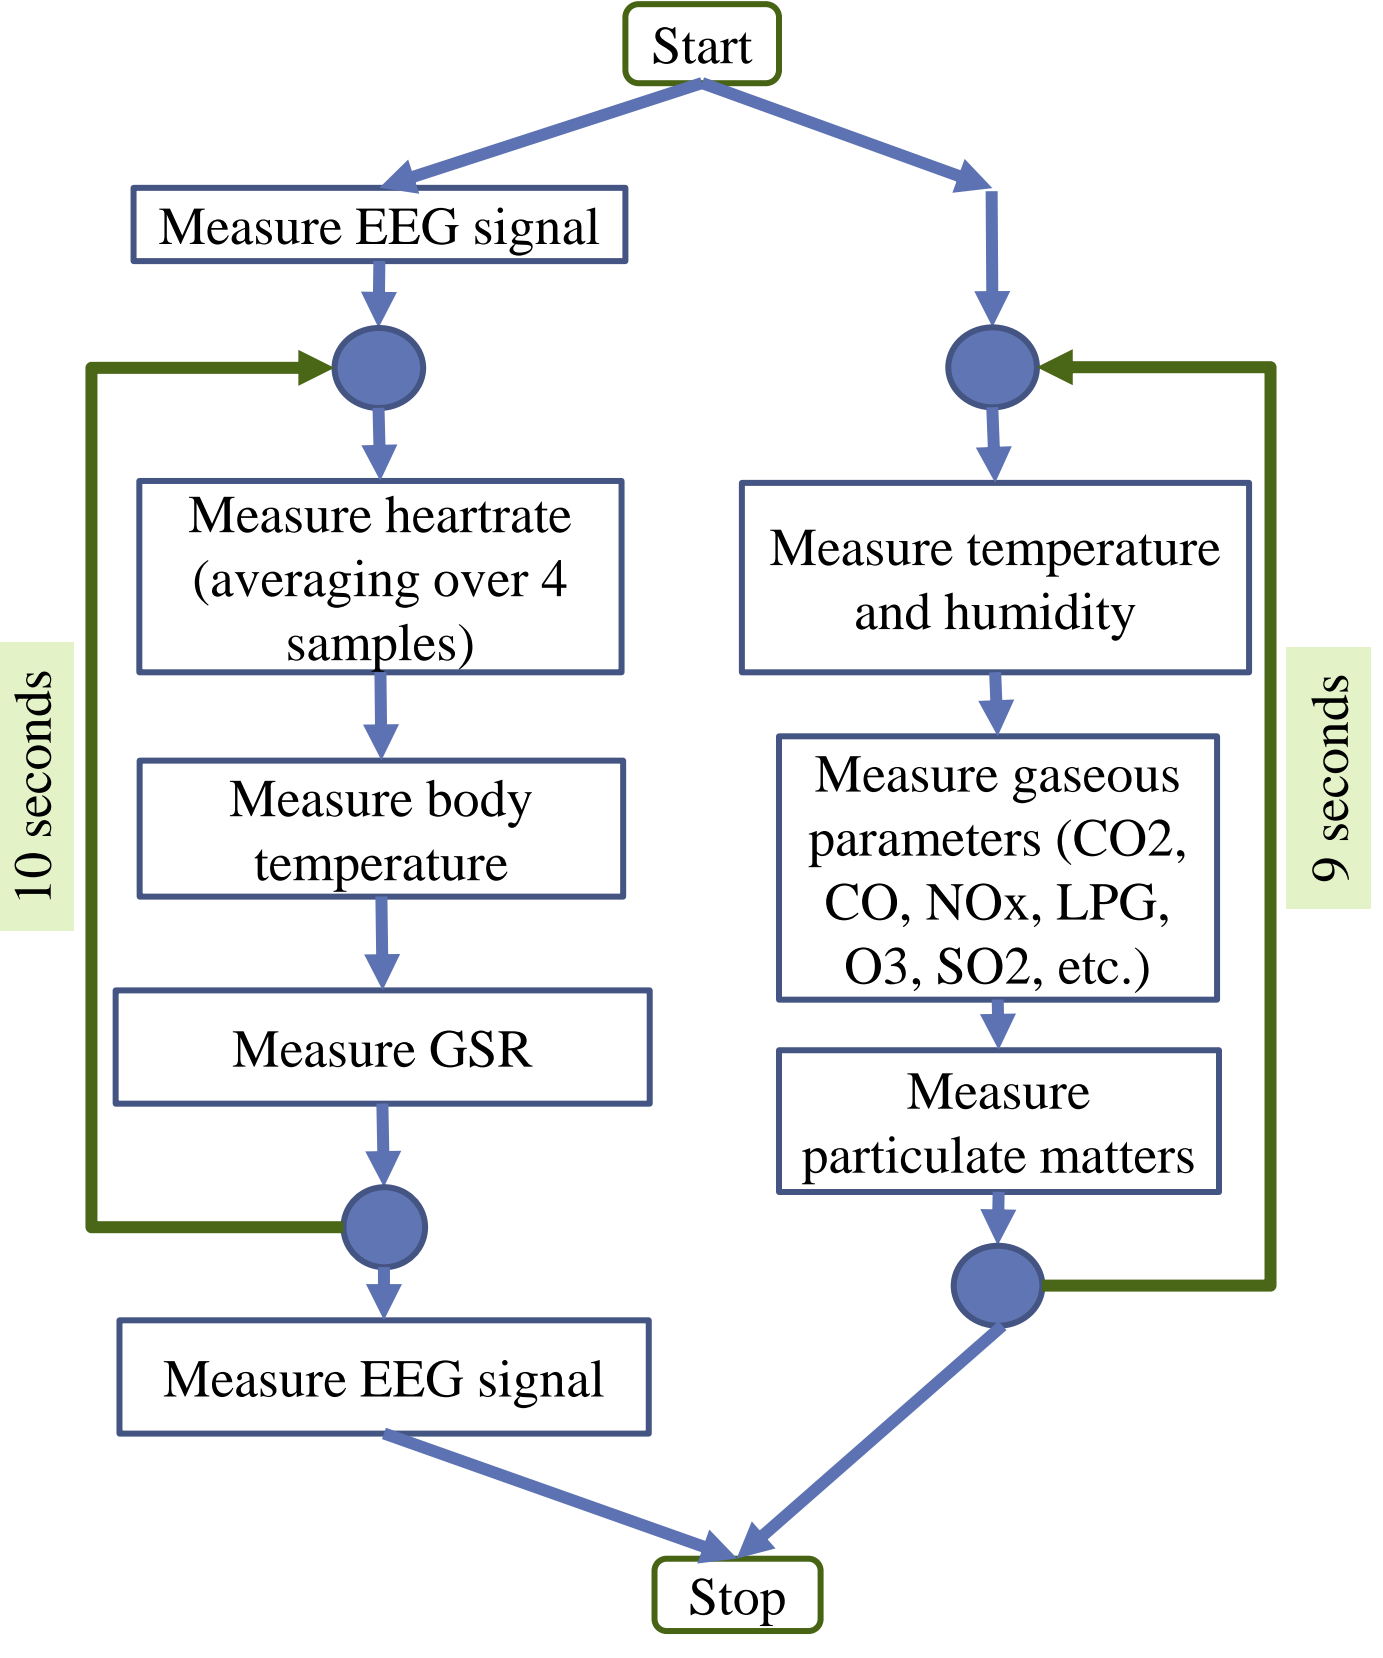 Start
Measure EEG signal
Measure heartrate
(averaging over 4
samples)
Measure body
temperature
Measure GSR
Measure EEG signal
10 seconds
Measure temperature
and humidity
Measure gaseous
parameters (CO2,
CO, NOx, LPG,
O3, SO2, etc.)
Measure
particulate matters
9 seconds
Stop